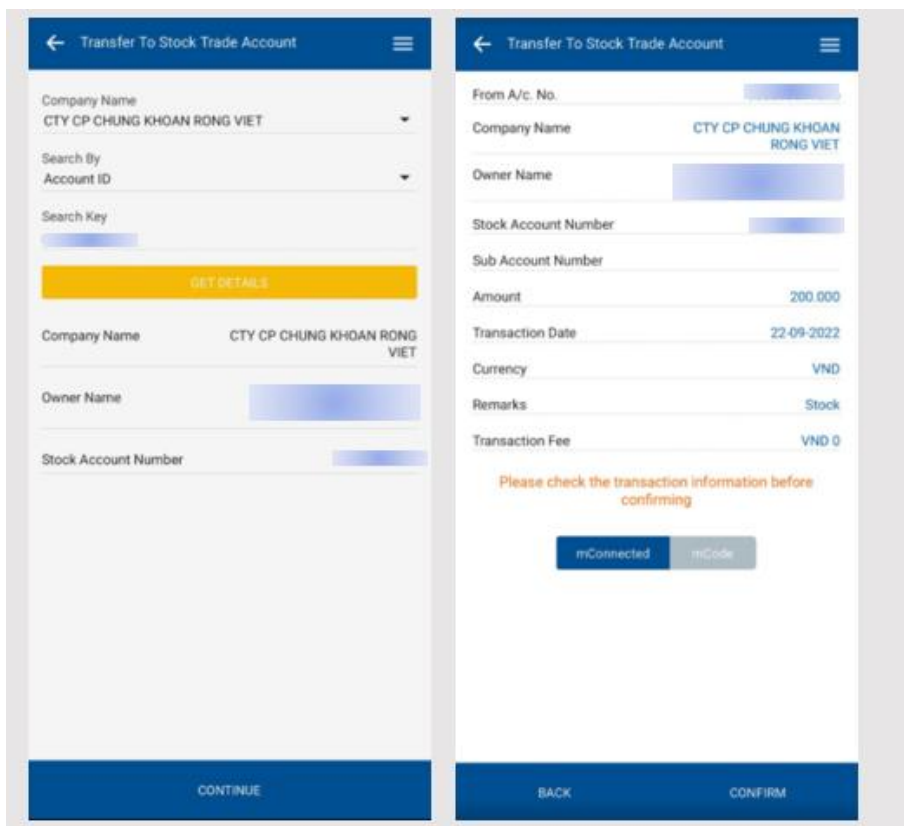 Transfer To Stock Trade Account
Company Name
CTY CP CHUNG KHOAN RONG VIET
Search By
Account ID
Search Key
GET DETAILS
Company Name CTY CP CHUNG KHOAN RONG
VIET
Owner Name
Stock Account Number
CONTINUE
Transfer To Stock Trade Account
From A/c. No.
Company Name CTY CP CHUNG KHOAN
RONG VIET
Owner Name
Stock Account Number
Sub Account Number
Amount 200.000
Transaction Date 22-09-2022
Currency VND
Remarks Stock
Transaction Fee VND 0
Please check the transaction information before
confirming
mConnected mCode
BACK CONFIRM